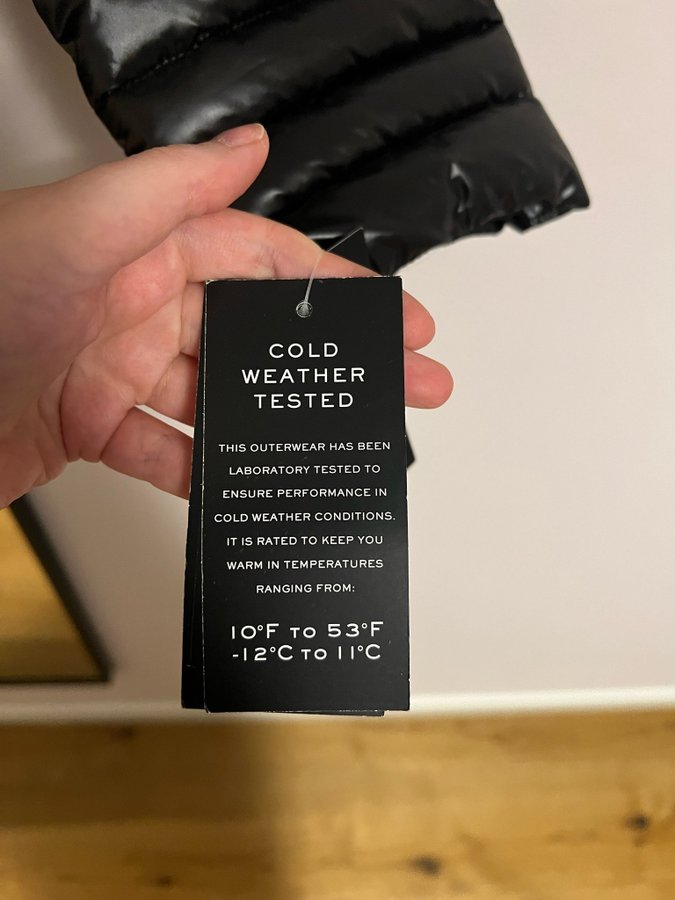 COLD
WEATHER
TESTED
THIS OUTERWEAR HAS BEEN
LABORATORY TESTED TO
ENSURE PERFORMANCE IN
COLD WEATHER CONDITIONS.
IT IS RATED TO KEEP YOU
WARM IN TEMPERATURES
RANGING FROM:
10°F TO 53°F
-12°C TO 11°C